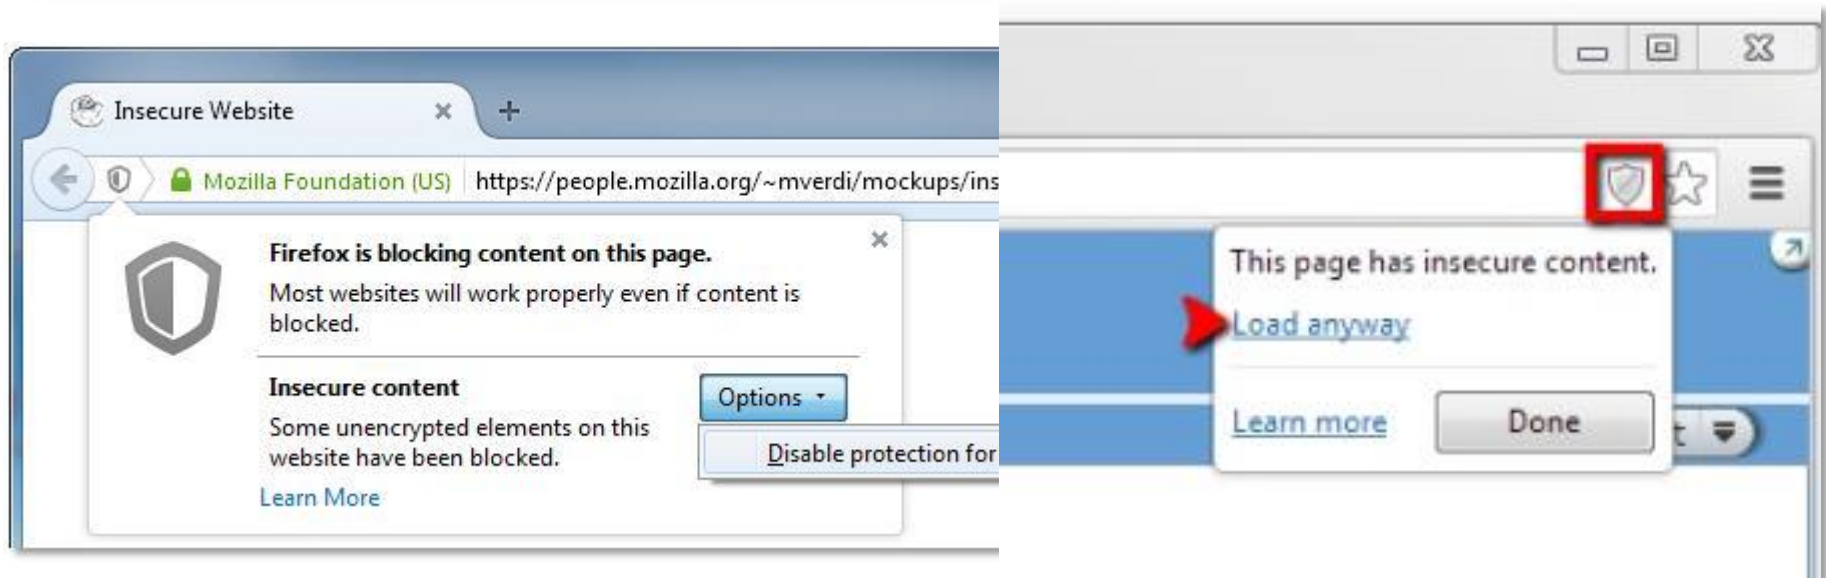 Insecure Website
Mozilla Foundation (US) https://people.mozilla.org/~mverdi/mockups/ins
Firefox is blocking content on this page.
Most websites will work properly even if content is
blocked.
Insecure content
Options
Some unencrypted elements on this
website have been blocked.
Disable protection for
Learn More
This page has insecure content.
Load anyway
Learn more
Done
t